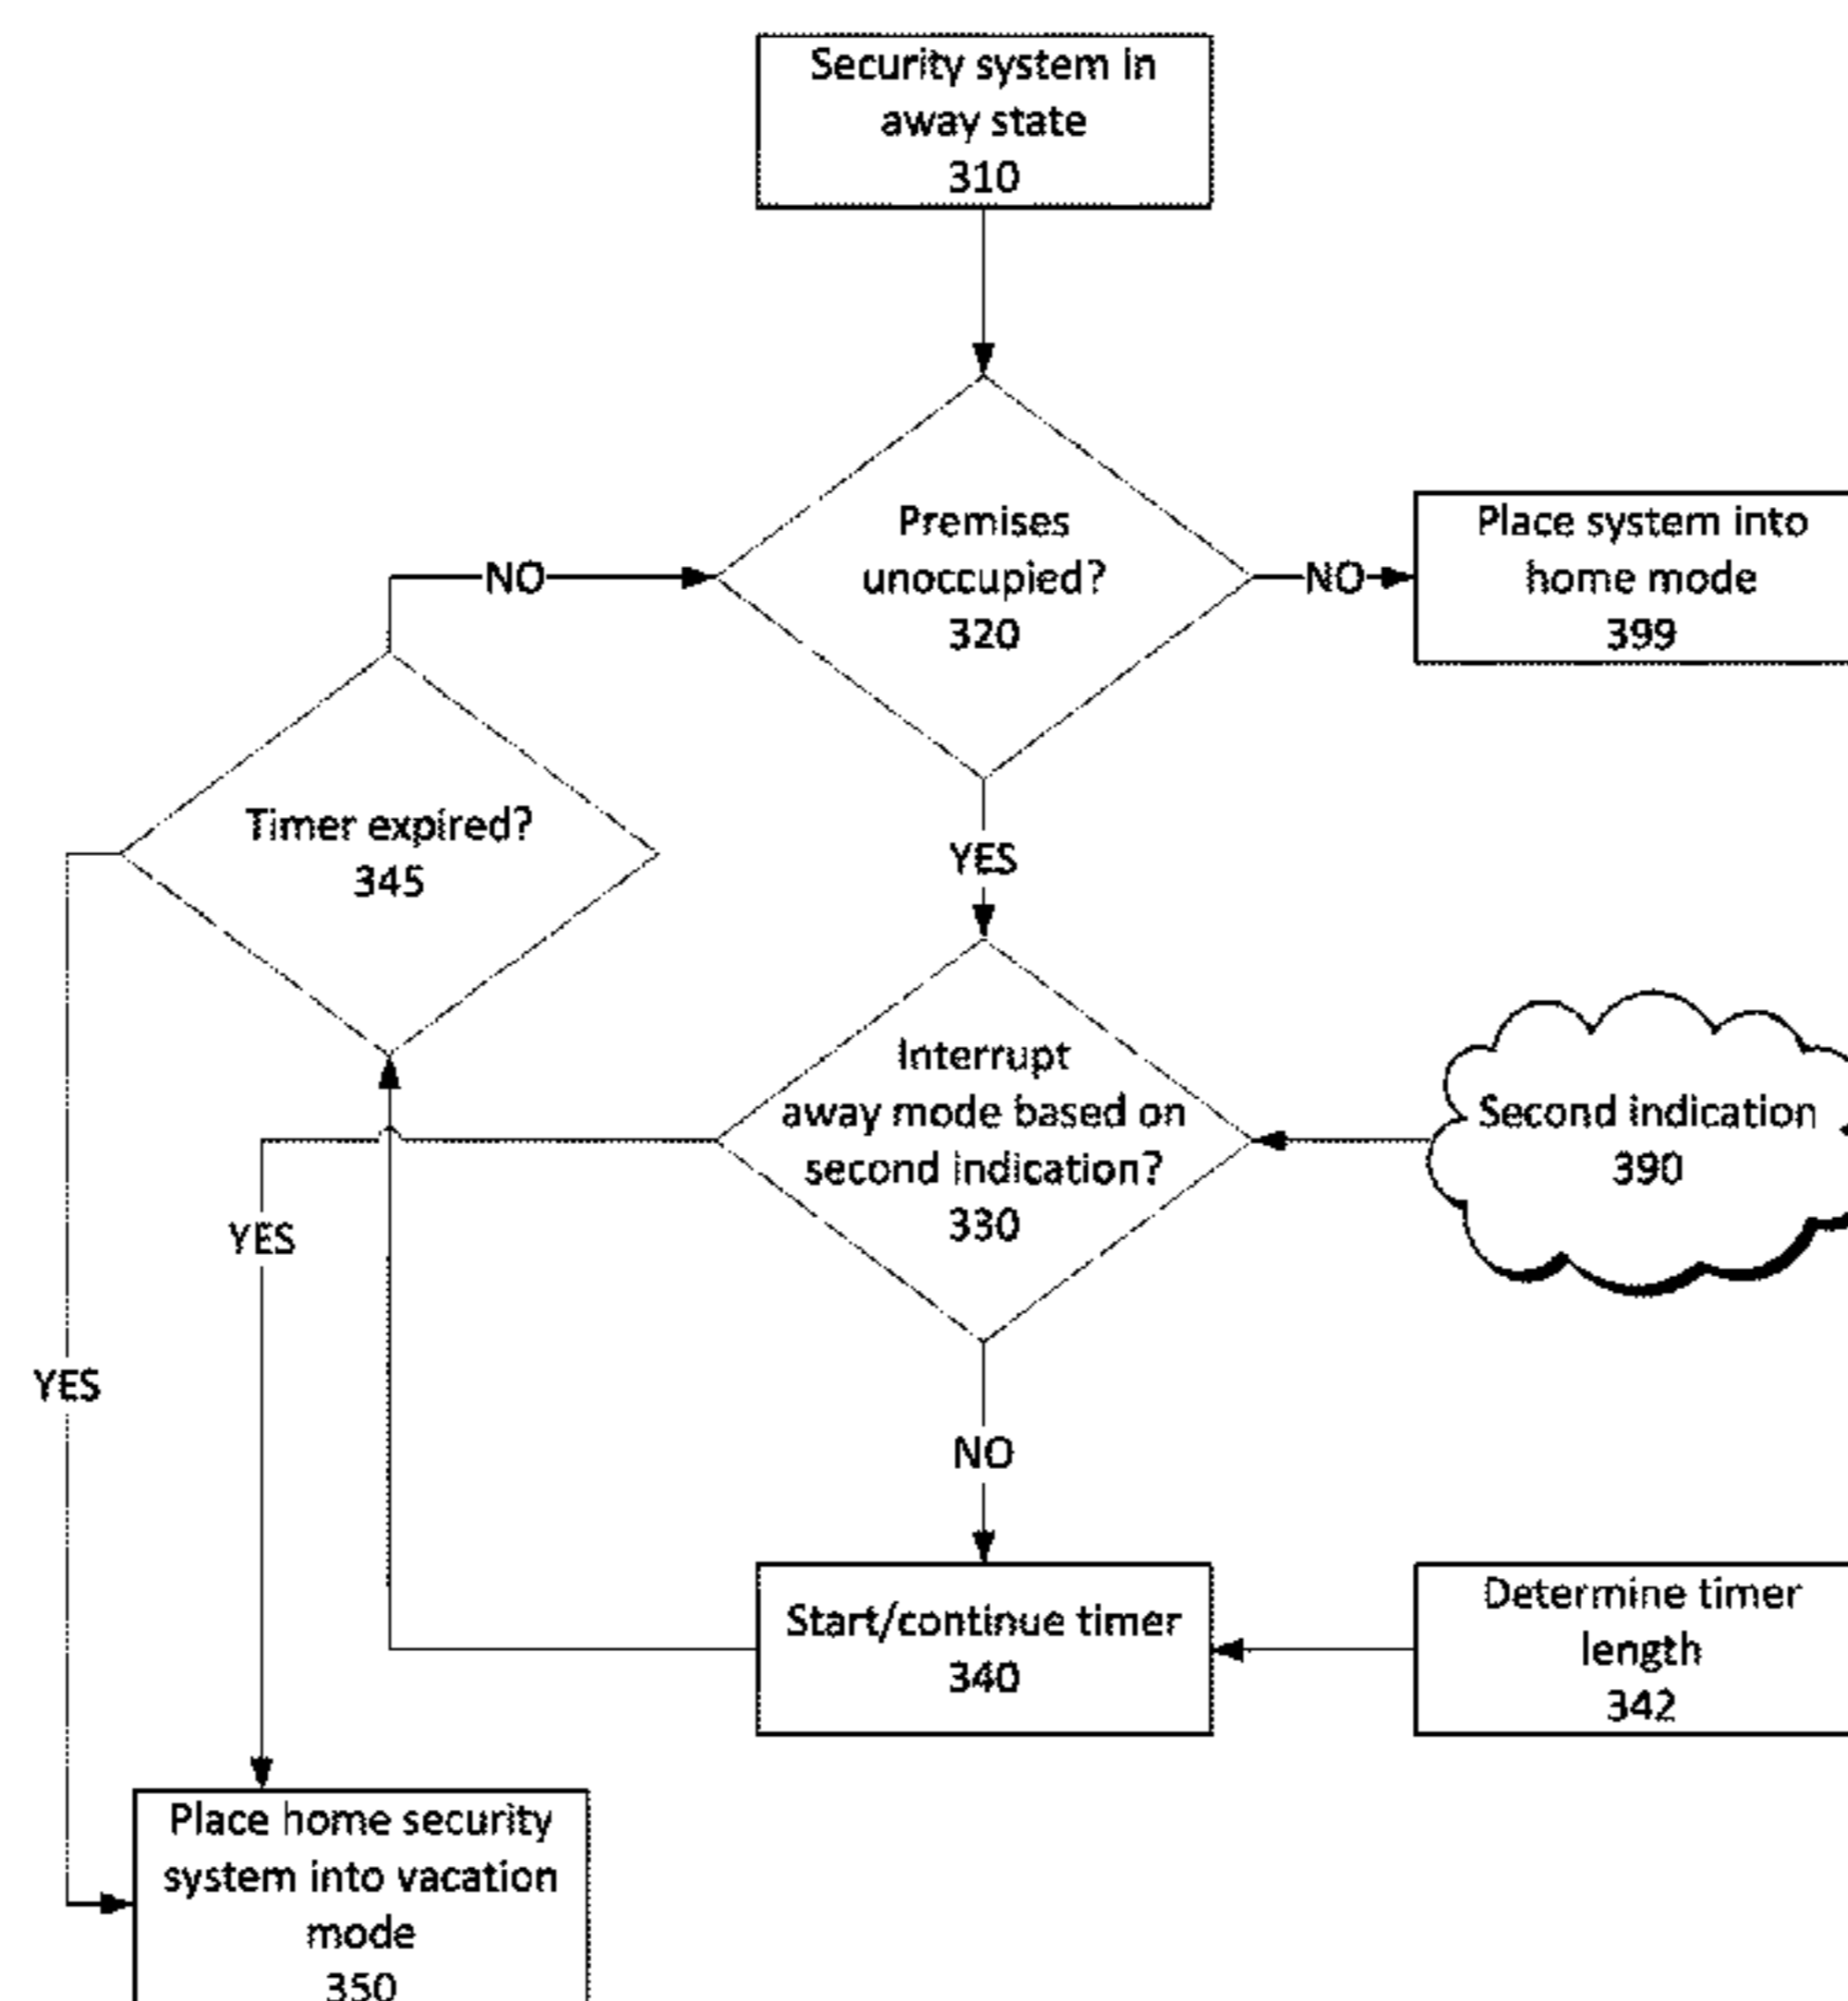 Security system in
away state
310
Premises
unoccupied?
320
NO
NO
Place system into
home mode
399
Timer expired?
345
YES
Interrupt
away mode based on
second indication?
330
Second indication
390
YES
YES
NO
Start/continue timer
340
Determine timer
length
342
Place home security
system into vacation
mode
350